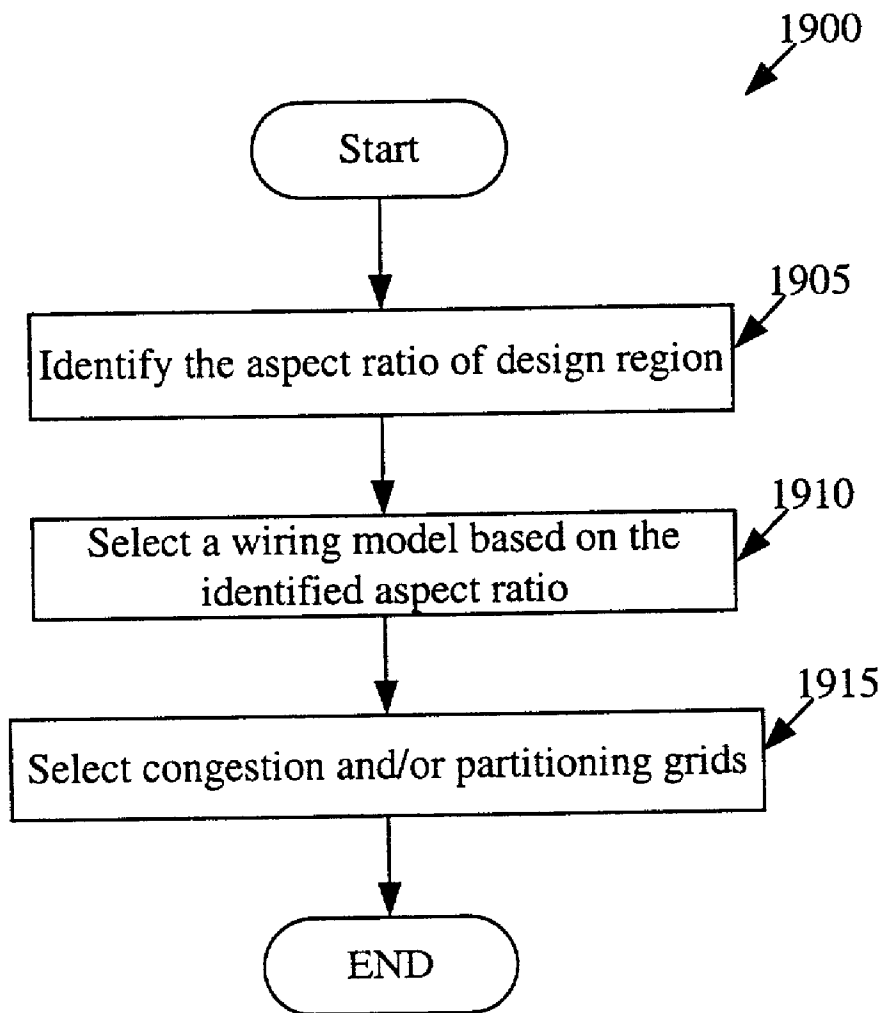 1900
Start
1905
Identify the aspect ratio of design region
1910
Select a wiring model based on the
identified aspect ratio
1915
Select congestion and/or partitioning grids
END